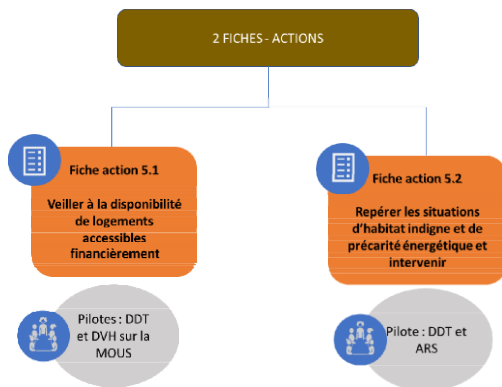 2 FICHES - ACTIONS
Fiche action 5.1
Veiller à la disponibilité
de logements
accessibles
financièrement
Pilotes : DDT
et DVH sur la
MOUS
Fiche action 5.2
Repérer les situations
d'habitat indigne et de
précarité énergétique et
intervenir
Pilote : DDT et
ARS